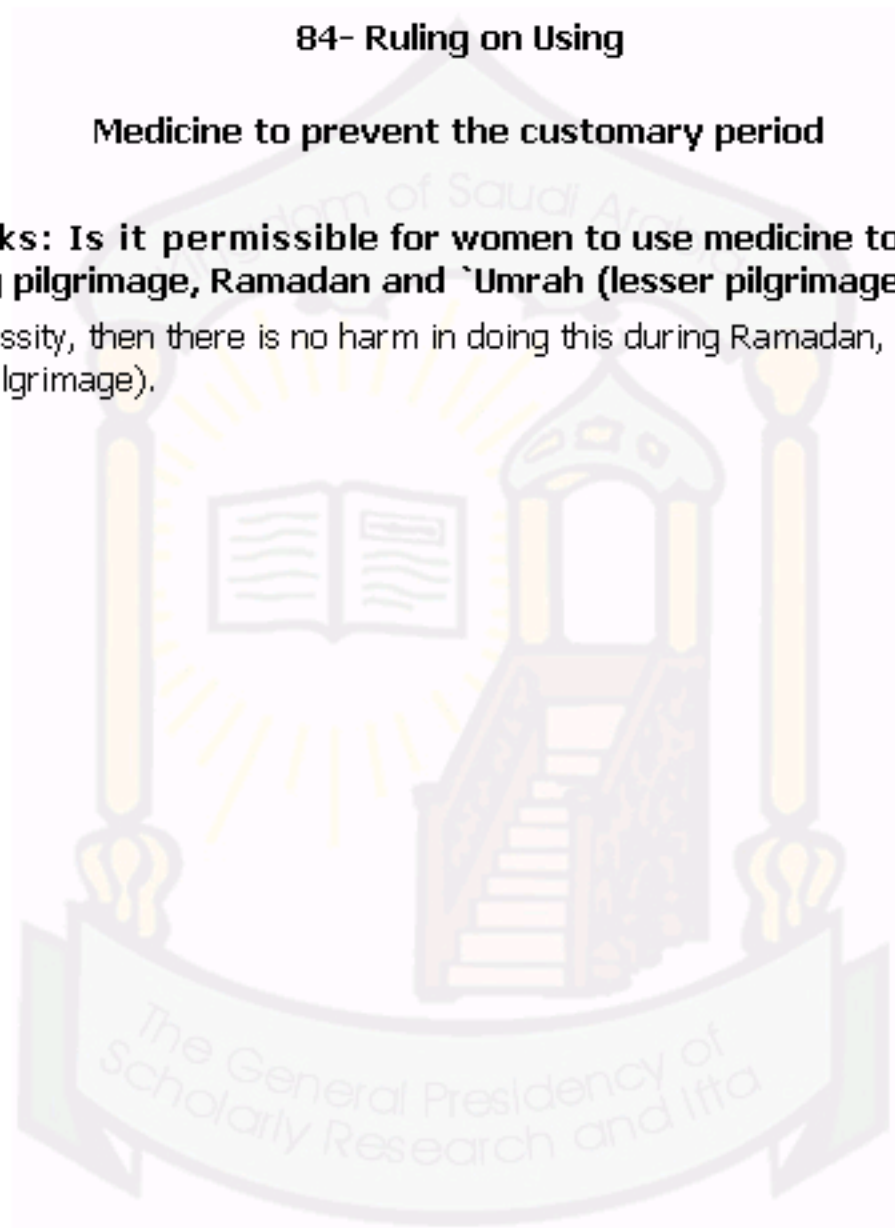 84- Ruling on Using
Medicine to prevent the customary period
ks: Is it permissible for women to use medicine to
pilgrimage, Ramadan and `Umrah (lesser pilgrimage
ssity, then there is no harm in doing this during Ramadan,
lgrimage).
Kingdom of Saudi Arabia
The General Presidency of
Scholarly Research and Ifta